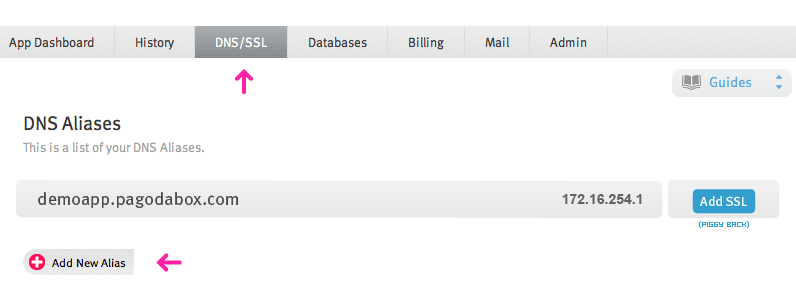 App Dashboard History DNS/SSL Databases Billing Mail Admin
Guides
DNS Aliases
This is a list of your DNS Aliases.
demoapp.pagodabox.com 172.16.254.1 Add SSL
(PIGGY BACK)
Add New Alias